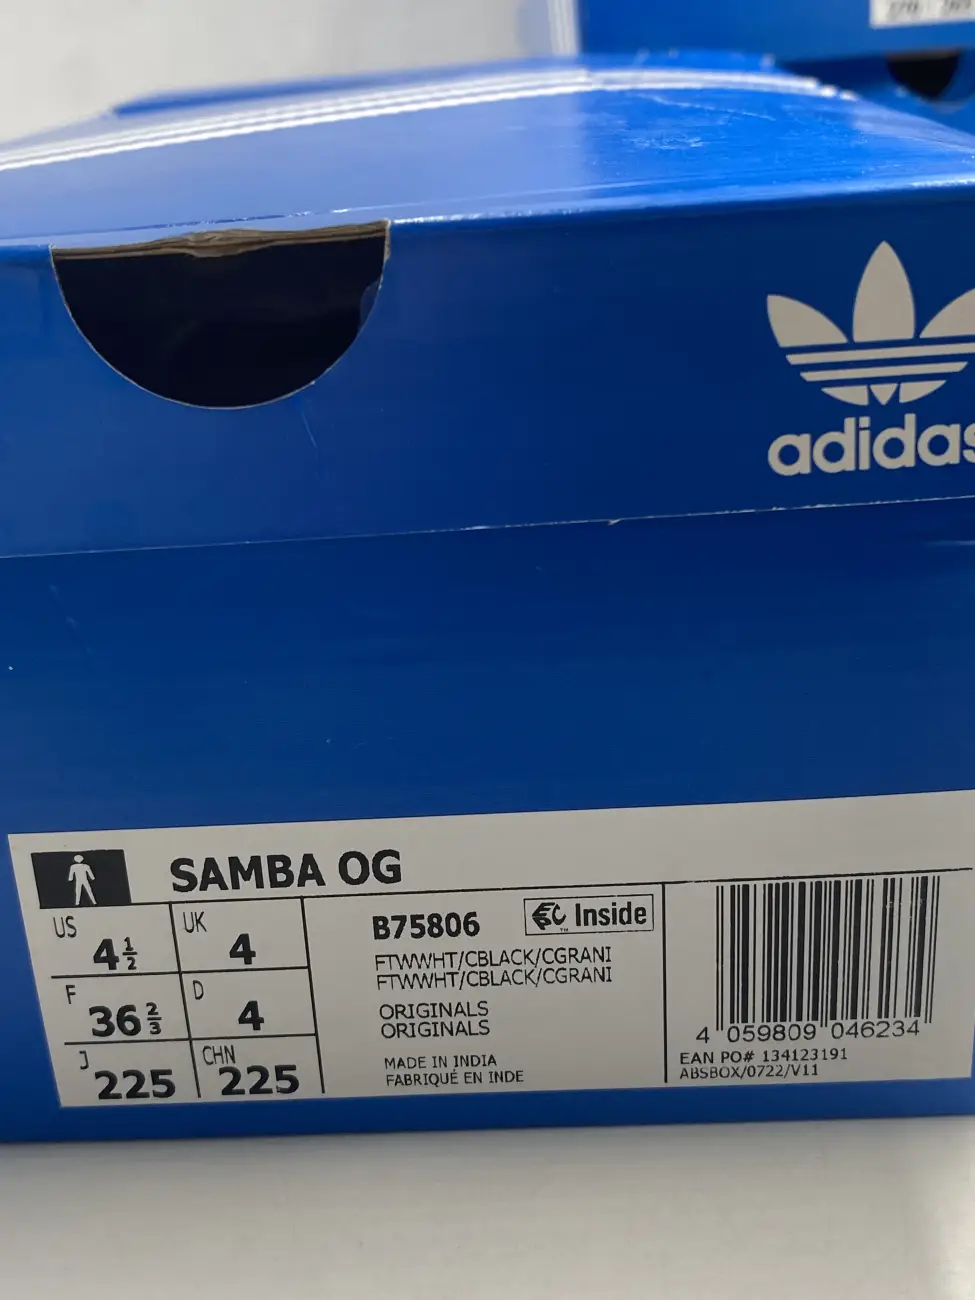 adidas
SAMBA OG
US 4½
UK 4
F 36⅔
D 4
J 225
CHN 225
B75806
EC Inside
FTWWHT/CBLACK/CGRANI
FTWWHT/CBLACK/CGRANI
ORIGINALS
ORIGINALS
MADE IN INDIA
FABRIQUÉ EN INDE
4 059809 046234
EAN PO# 134123191
ABSBOX/0722/V11